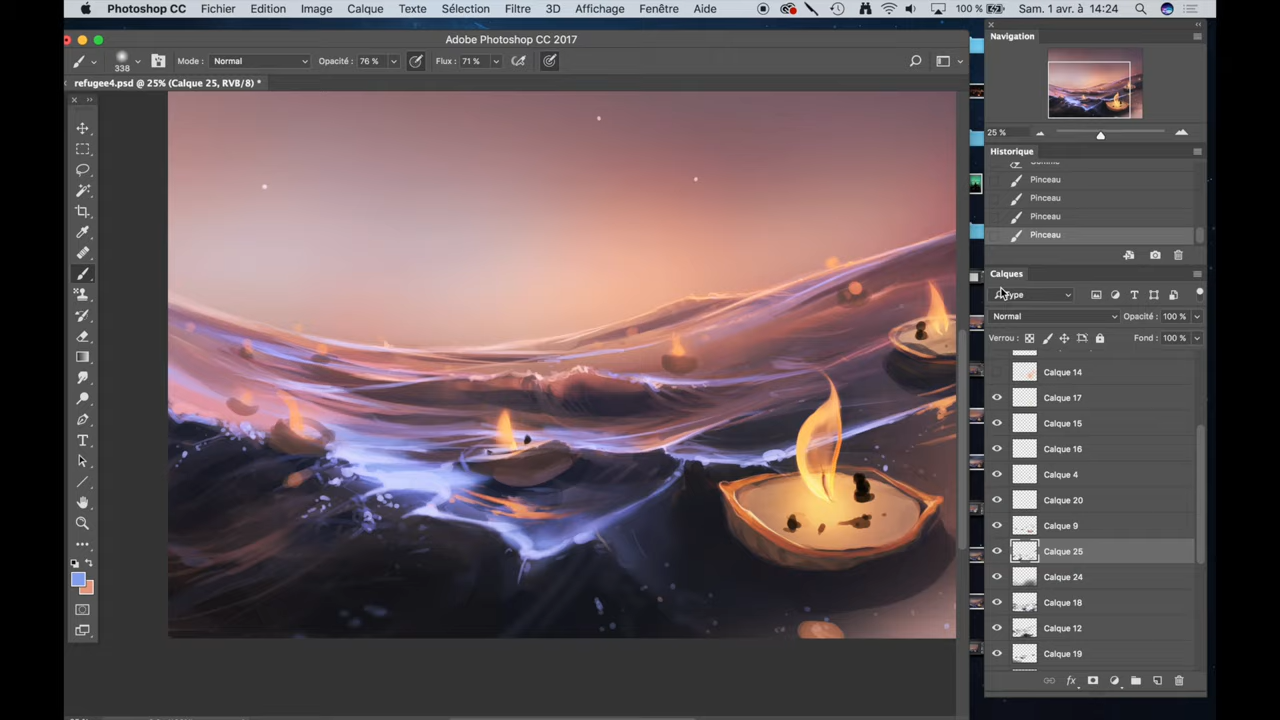 Photoshop CC Fichier Edition Image Calque Texte Sélection Filtre 3D Affichage Fenêtre Aide 100 % Sam. 1 avr. à 14:24
Adobe Photoshop CC 2017
338 Mode : Normal Opacité : 76 % Flux : 71 %
refugee4.psd @ 25% (Calque 25, RVB/8) *
Navigation
25 %
Historique
Pinceau
Pinceau
Pinceau
Pinceau
Calques
Type
Normal Opacité : 100 %
Verrou : Fond : 100 %
Calque 14
Calque 17
Calque 15
Calque 16
Calque 4
Calque 20
Calque 9
Calque 25
Calque 24
Calque 18
Calque 12
Calque 19
fx